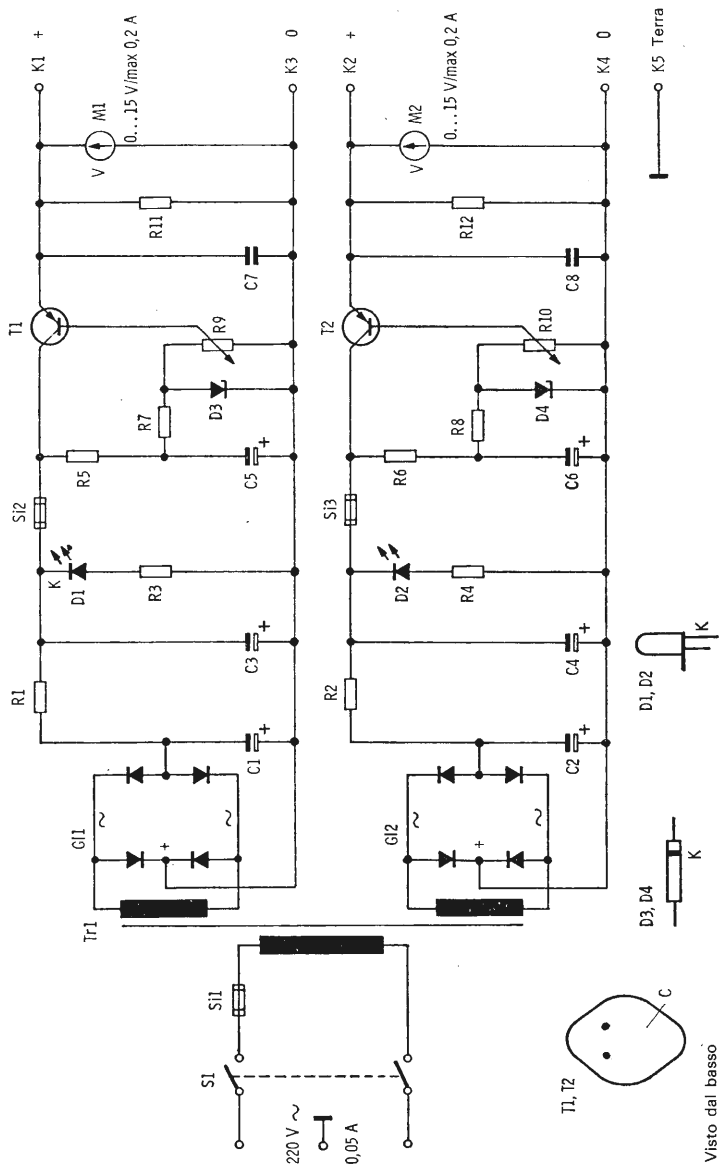 T1
Si2
R1
K1 +
K
D1
R3
R5
R7
R9
D3
C7
R11
V
M1
0...15 V/max 0,2 A
Gl1
~
~
+
C1 +
C3 +
C5 +
K3 0
Tr1
S1
Si1
220 V ~
0,05 A
T2
Si3
R2
K2 +
D2
R4
R6
R8
R10
D4
C8
R12
V
M2
0...15 V/max 0,2 A
Gl2
~
~
+
C2 +
C4 +
C6 +
K4 0
K5 Terra
T1, T2
C
D3, D4
K
D1, D2
K
Visto dal basso